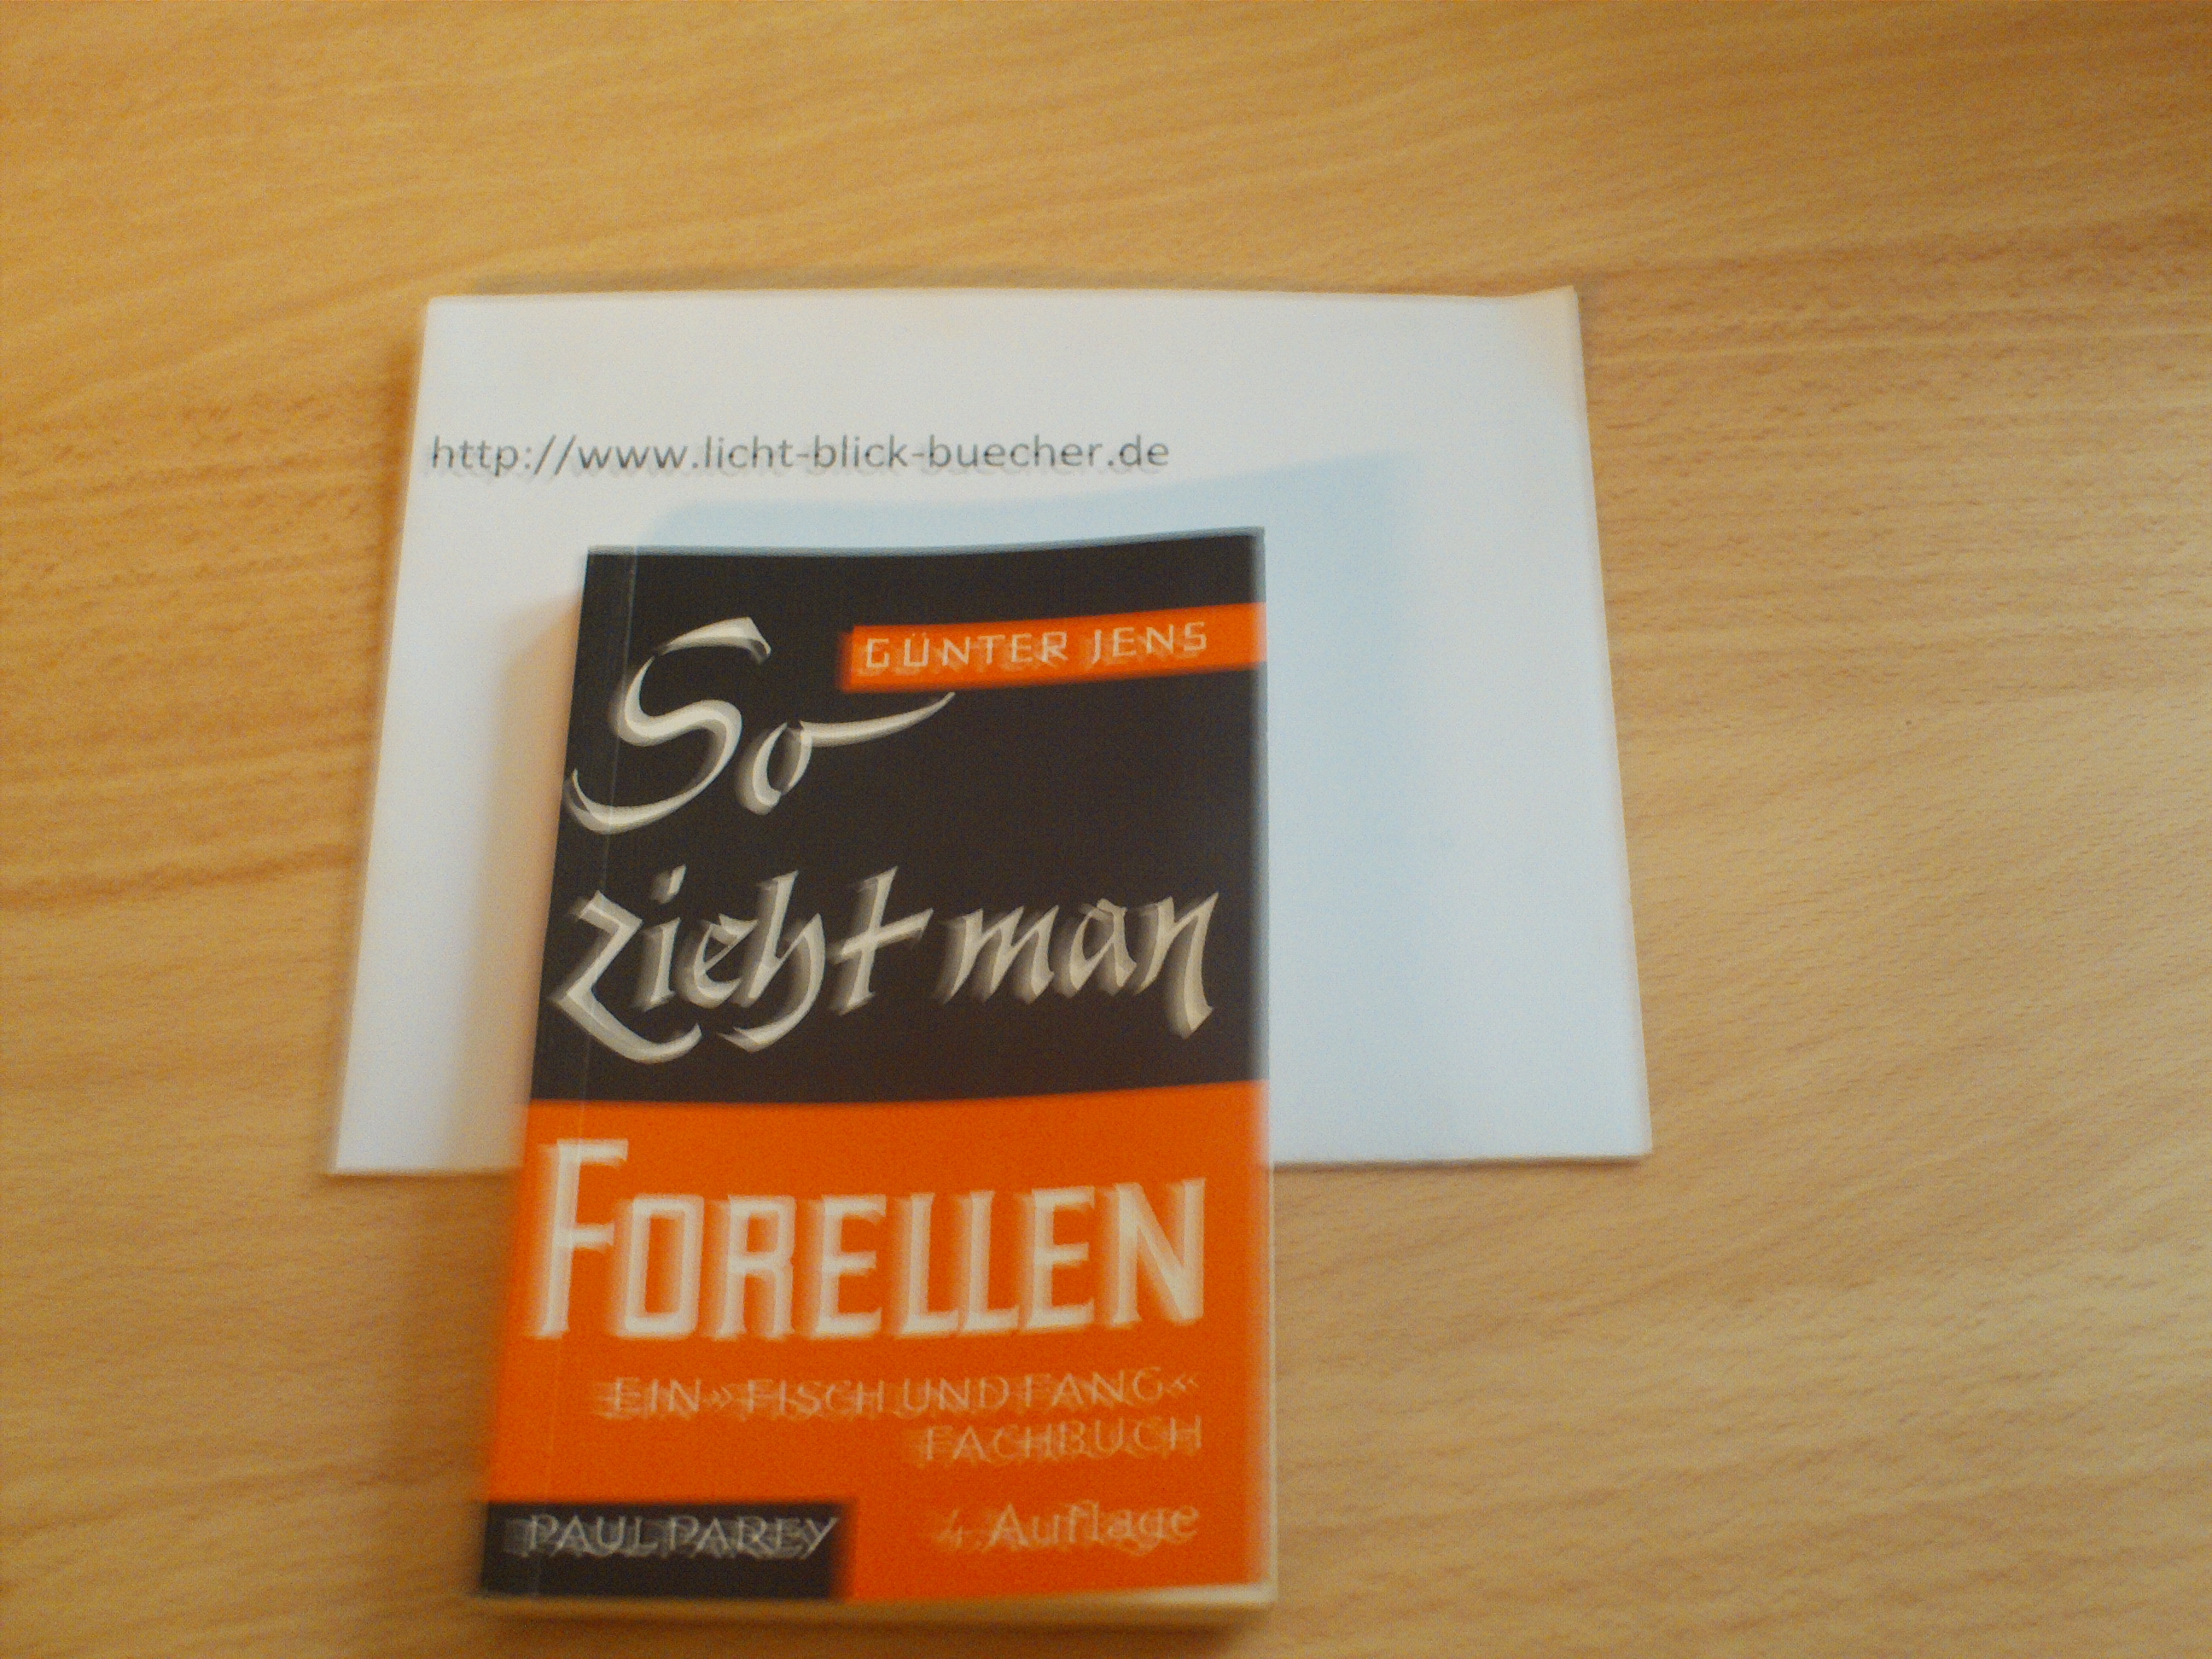 http://www.licht-blick-buecher.de
GÜNTER JENS
So
zieht man
FORELLEN
EIN »FISCH UND FANG«
FACHBUCH
4. Auflage
PAUL PAREY